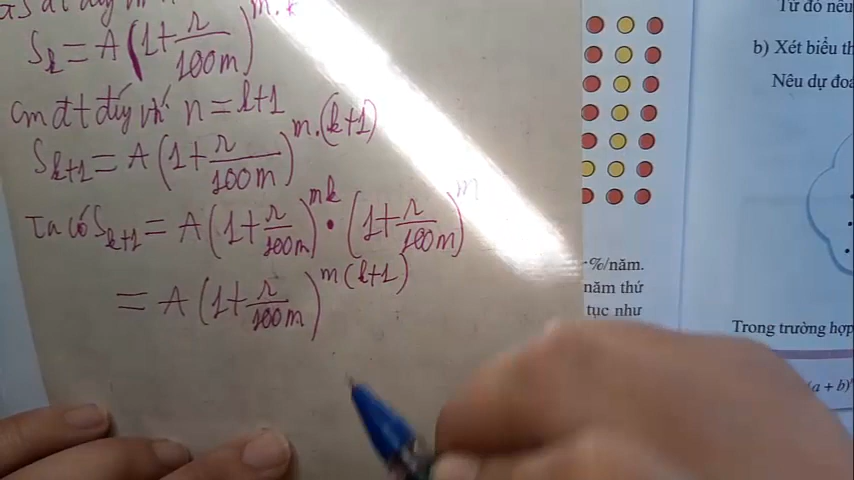 S_k = A(1 + r/100m)^{m.k}
Cm đt đúng với n = k+1
S_{k+1} = A(1 + r/100m)^{m.(k+1)}
Ta có S_{k+1} = A(1 + r/100m)^{mk} . (1 + r/100m)^m
= A(1 + r/100m)^{m(k+1)}
Từ đó nêu
b) Xét biểu th
Nêu dự đoá
%/năm.
năm thứ
tục như
Trong trường hợp
(a + b)